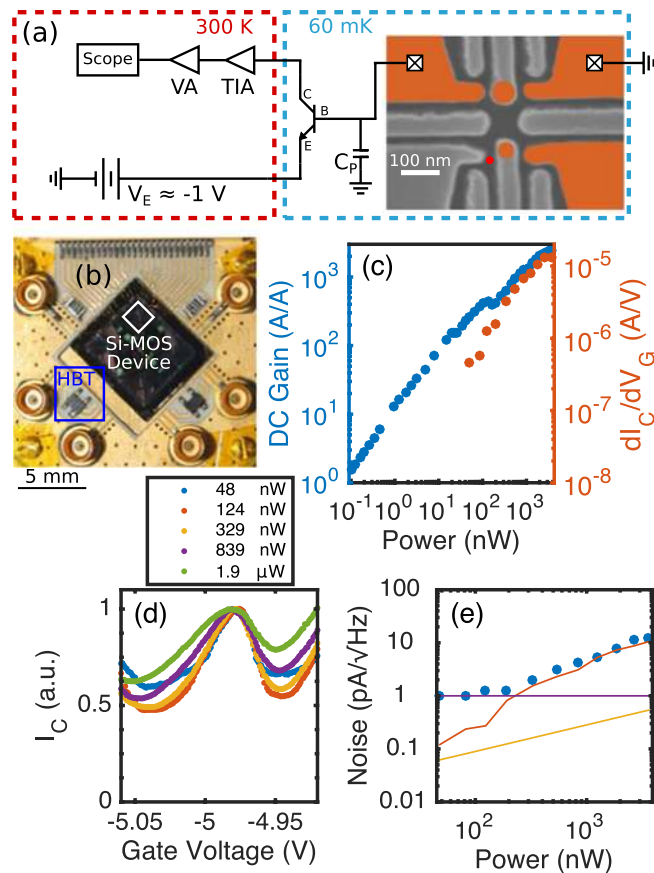 (a)
300 K
60 mK
Scope
VA
TIA
C
B
E
C_P
V_E ≈ -1 V
100 nm
(b)
Si-MOS
Device
HBT
5 mm
(c)
DC Gain (A/A)
10^3
10^2
10^1
10^0
10^-5
10^-6
10^-7
10^-8
dI_C/dV_G (A/V)
10^-1 10^0 10^1 10^2 10^3
Power (nW)
48 nW
124 nW
329 nW
839 nW
1.9 μW
(d)
I_C (a.u.)
1
0.5
0
-5.05 -5 -4.95
Gate Voltage (V)
(e)
Noise (pA/√Hz)
100
10
1
0.1
0.01
10^2 10^3
Power (nW)